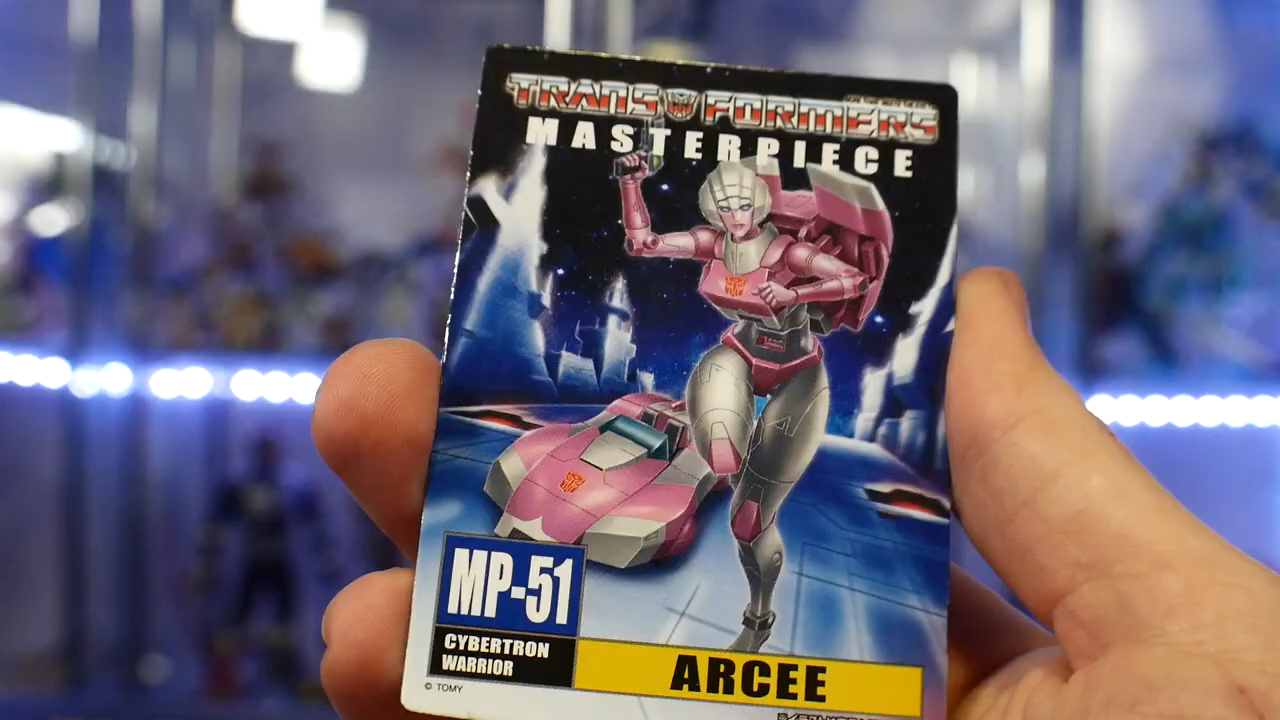 TRANSFORMERS
MASTERPIECE
MP-51
CYBERTRON
WARRIOR
ARCEE
© TOMY